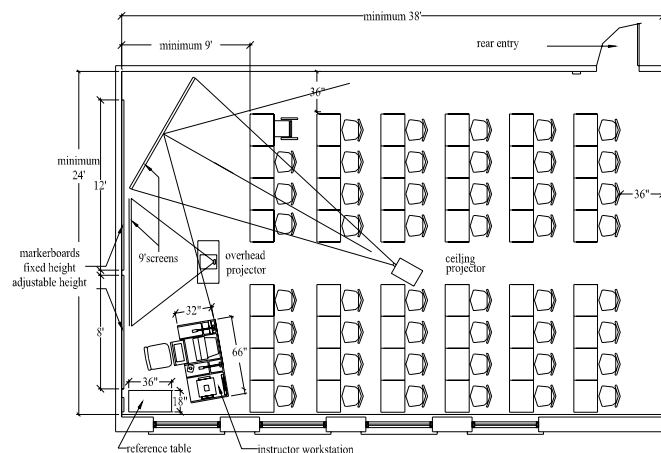 minimum 38'
minimum 9'
rear entry
36"
minimum
24'
12'
36"
markerboards
fixed height
adjustable height
9'screens
overhead
projector
ceiling
projector
8'
32"
66"
36"
18"
reference table
instructor workstation